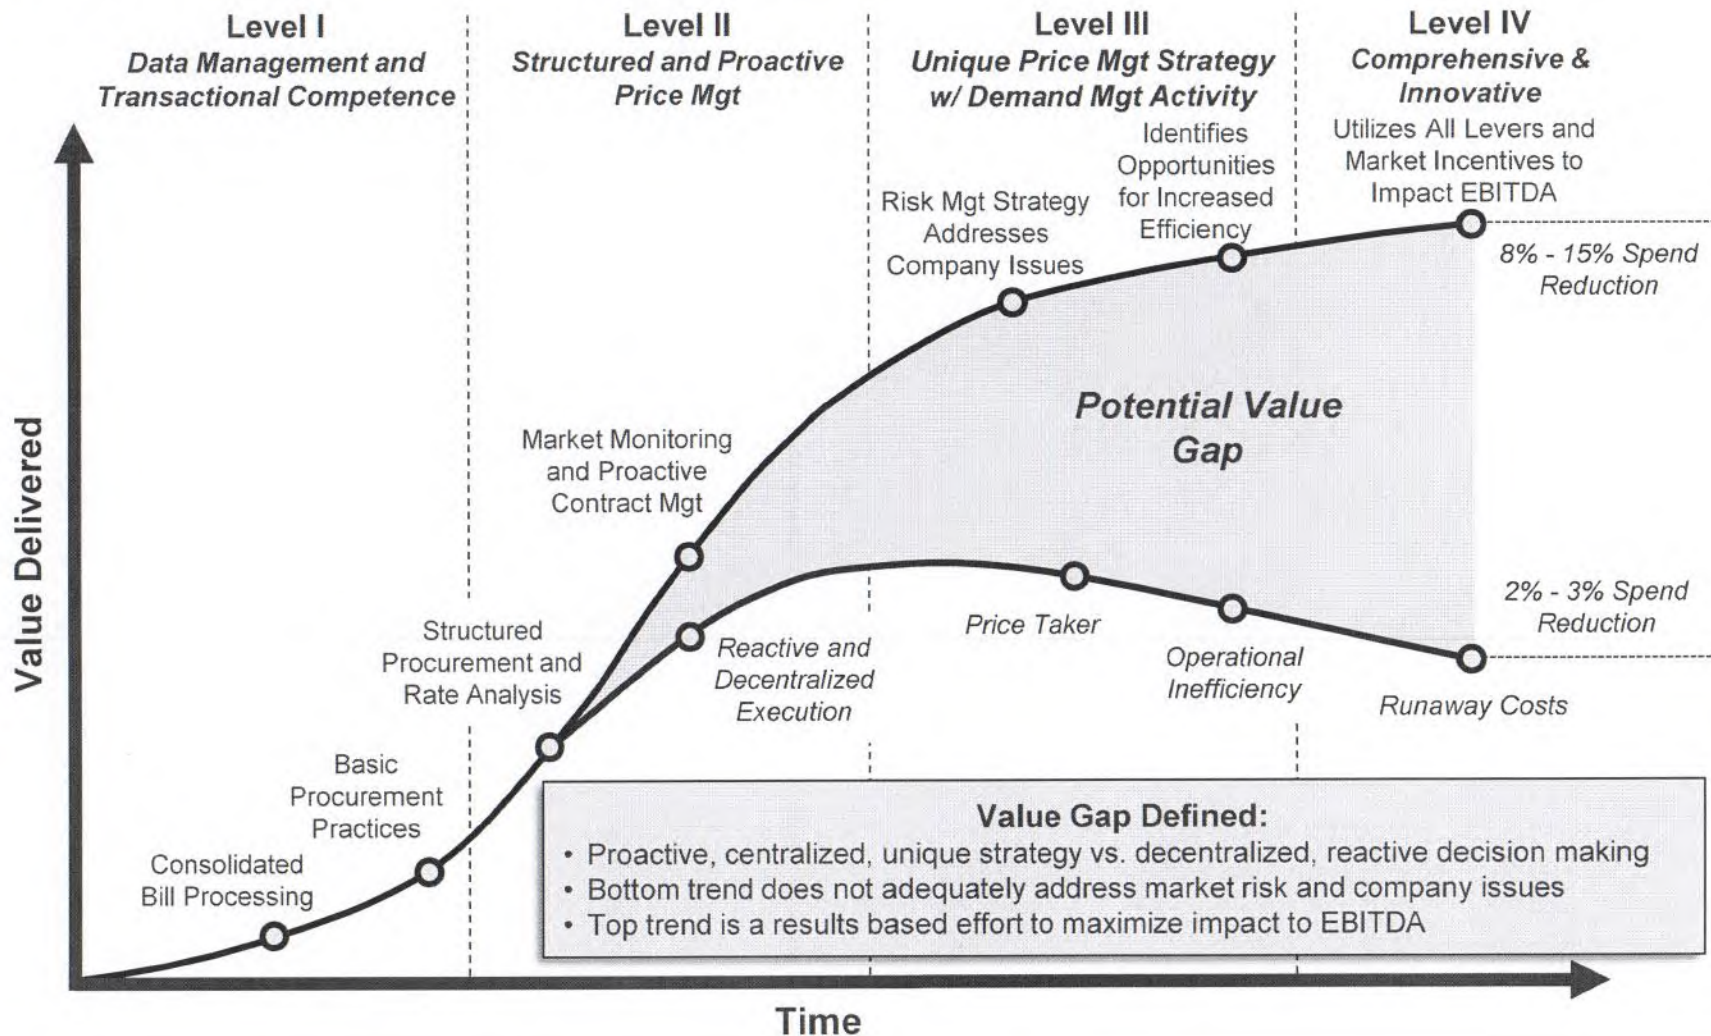 Level I
Data Management and
Transactional Competence
Level II
Structured and Proactive
Price Mgt
Level III
Unique Price Mgt Strategy
w/ Demand Mgt Activity
Level IV
Comprehensive &
Innovative
Utilizes All Levers and
Market Incentives to
Impact EBITDA
Identifies
Opportunities
for Increased
Efficiency
Risk Mgt Strategy
Addresses
Company Issues
8% - 15% Spend
Reduction
Potential Value
Gap
Market Monitoring
and Proactive
Contract Mgt
Value Delivered
Structured
Procurement and
Rate Analysis
Reactive and
Decentralized
Execution
Price Taker
Operational
Inefficiency
2% - 3% Spend
Reduction
Runaway Costs
Basic
Procurement
Practices
Consolidated
Bill Processing
Value Gap Defined:
• Proactive, centralized, unique strategy vs. decentralized, reactive decision making
• Bottom trend does not adequately address market risk and company issues
• Top trend is a results based effort to maximize impact to EBITDA
Time